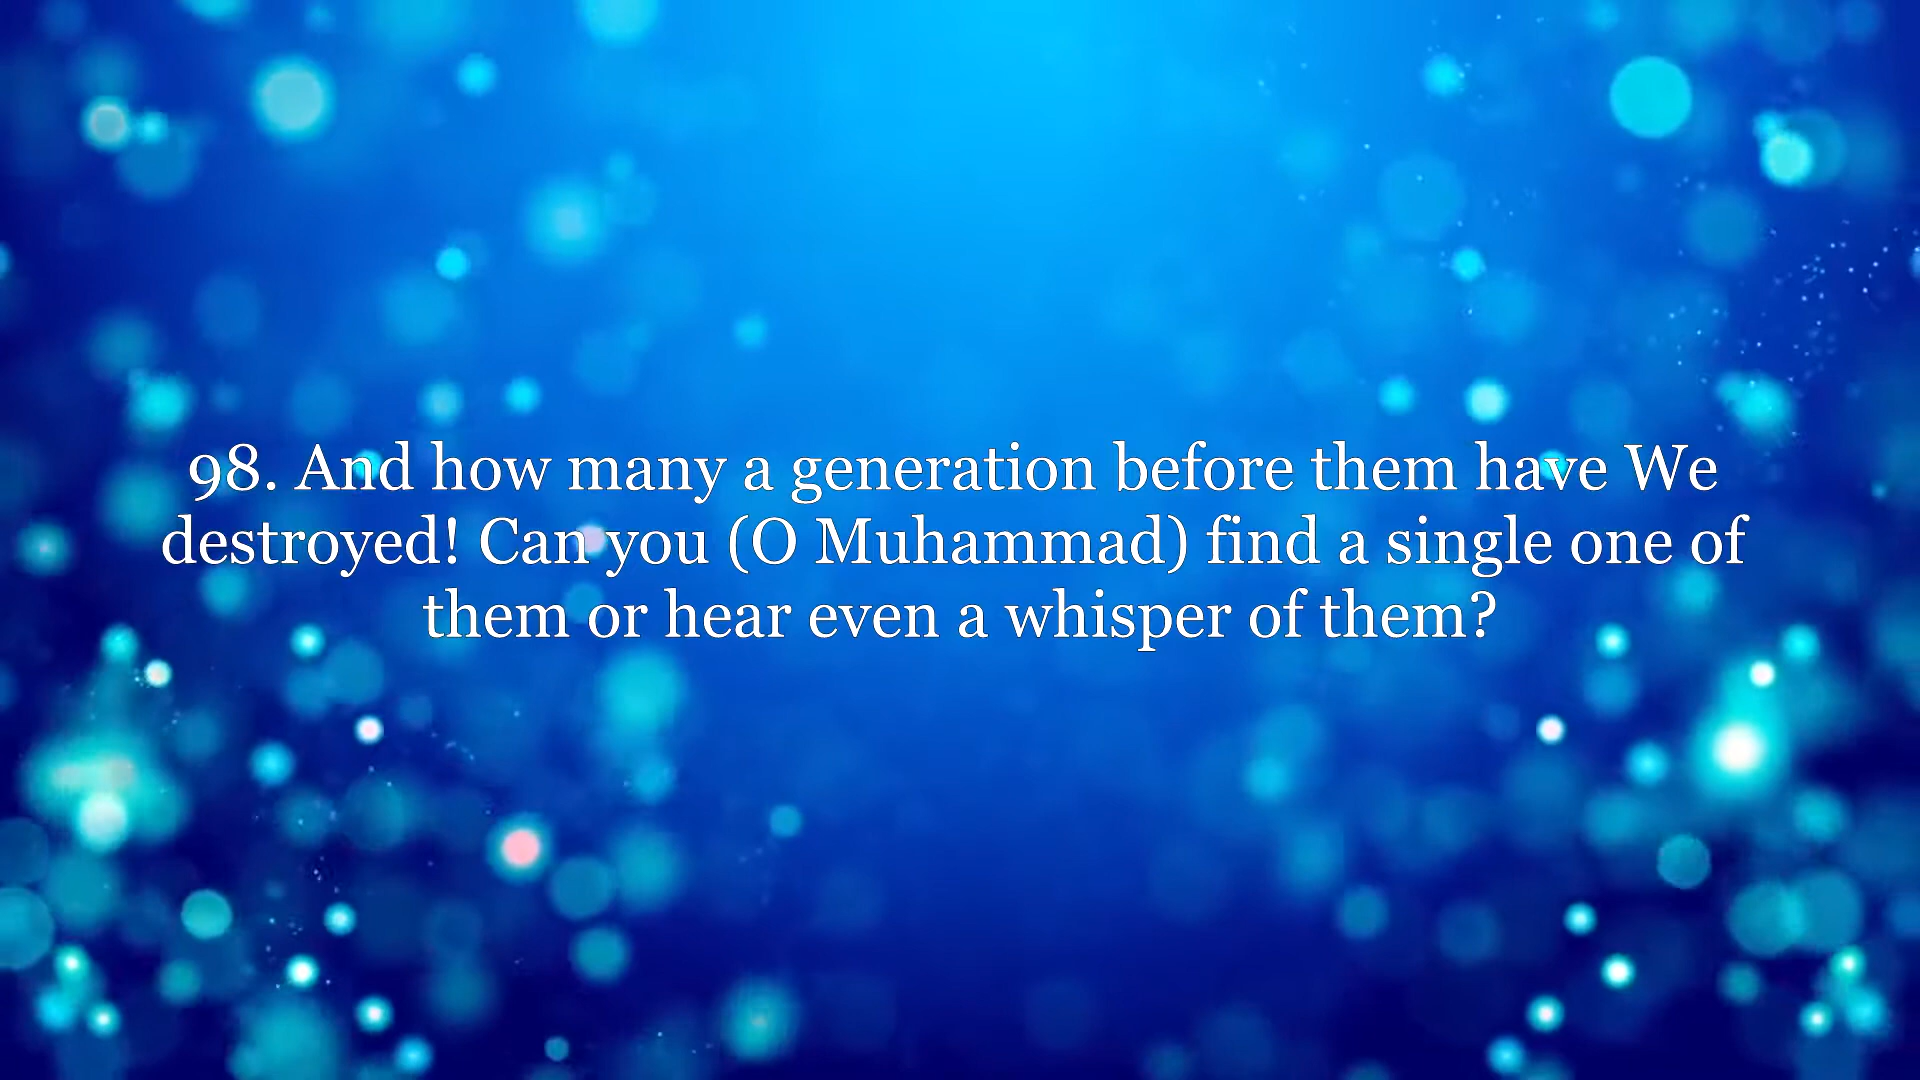 98. And how many a generation before them have We
destroyed! Can you (O Muhammad) find a single one of
them or hear even a whisper of them?